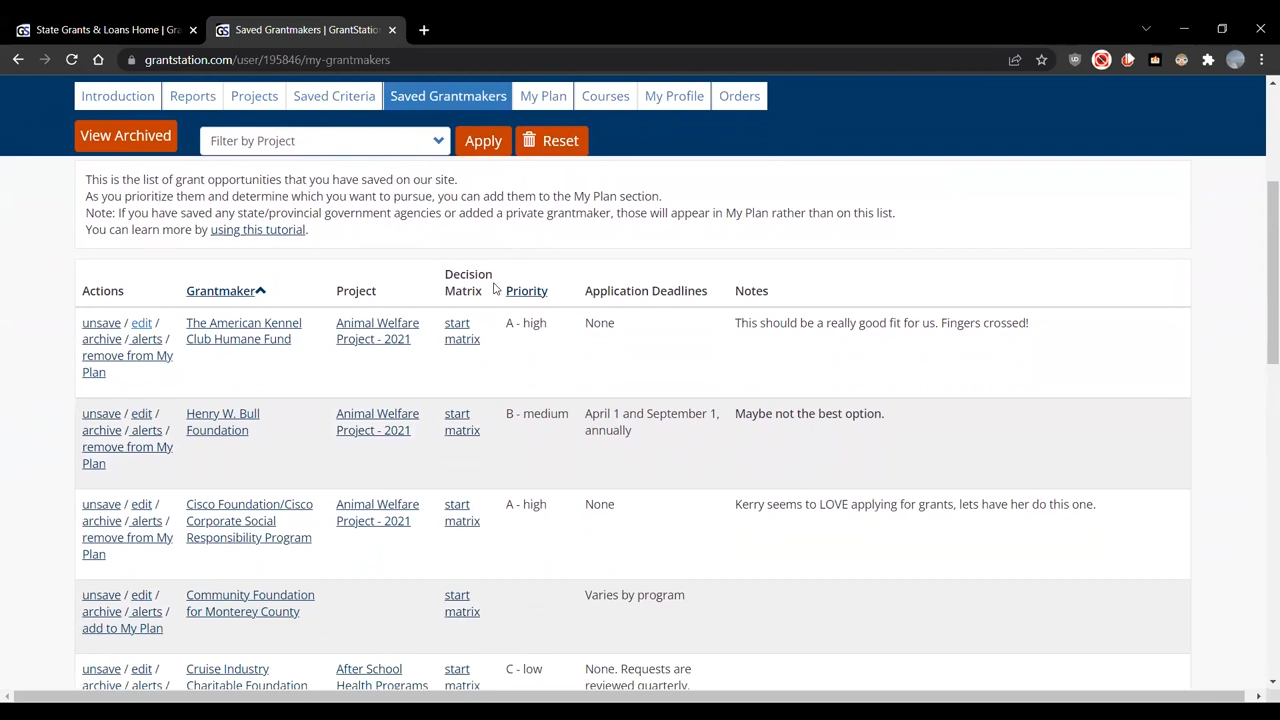 State Grants & Loans Home | Gra
Saved Grantmakers | GrantStatio
grantstation.com/user/195846/my-grantmakers
Introduction
Reports
Projects
Saved Criteria
Saved Grantmakers
My Plan
Courses
My Profile
Orders
View Archived
Filter by Project
Apply
Reset
This is the list of grant opportunities that you have saved on our site.
As you prioritize them and determine which you want to pursue, you can add them to the My Plan section.
Note: If you have saved any state/provincial government agencies or added a private grantmaker, those will appear in My Plan rather than on this list.
You can learn more by using this tutorial.
Actions
Grantmaker
Project
Decision
Matrix
Priority
Application Deadlines
Notes
unsave / edit /
archive / alerts /
remove from My
Plan
The American Kennel
Club Humane Fund
Animal Welfare
Project - 2021
start
matrix
A - high
None
This should be a really good fit for us. Fingers crossed!
unsave / edit /
archive / alerts /
remove from My
Plan
Henry W. Bull
Foundation
Animal Welfare
Project - 2021
start
matrix
B - medium
April 1 and September 1,
annually
Maybe not the best option.
unsave / edit /
archive / alerts /
remove from My
Plan
Cisco Foundation/Cisco
Corporate Social
Responsibility Program
Animal Welfare
Project - 2021
start
matrix
A - high
None
Kerry seems to LOVE applying for grants, lets have her do this one.
unsave / edit /
archive / alerts /
add to My Plan
Community Foundation
for Monterey County
start
matrix
Varies by program
unsave / edit /
archive / alerts /
Cruise Industry
Charitable Foundation
After School
Health Programs
start
matrix
C - low
None. Requests are
reviewed quarterly.